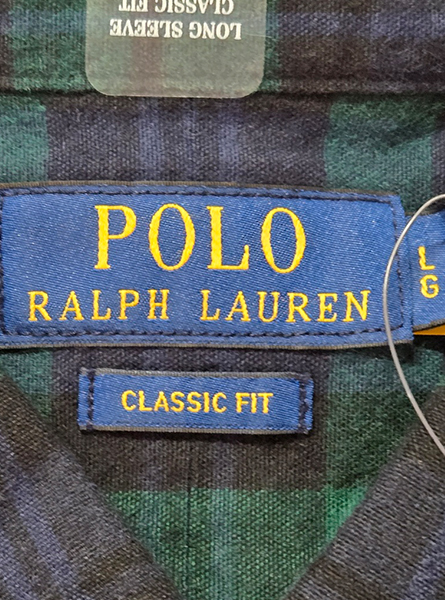 LONG SLEEVE
CLASSIC FIT
POLO
RALPH LAUREN
L
G
CLASSIC FIT